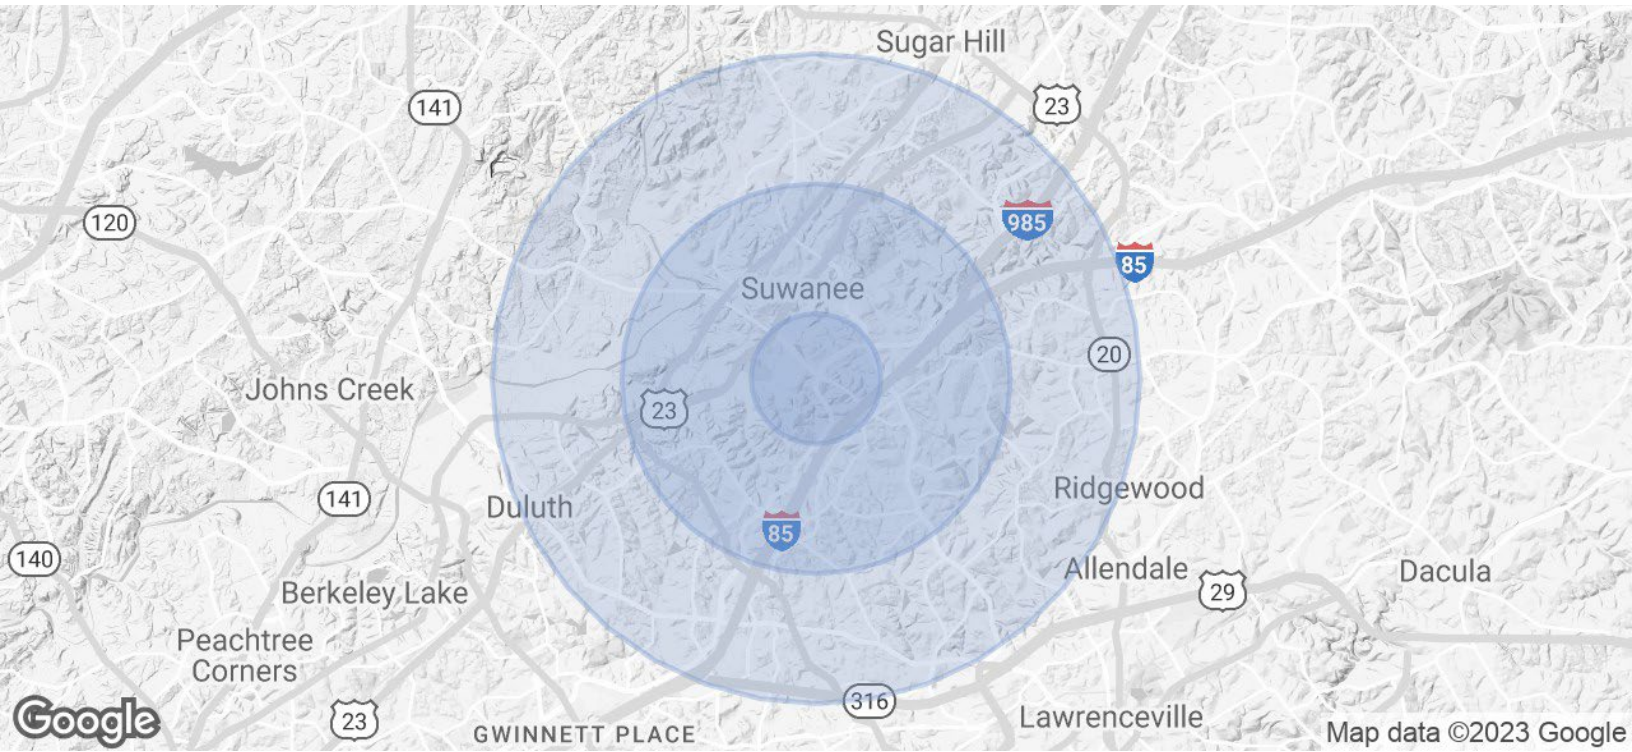 Sugar Hill
141
23
120
985
85
Suwanee
20
Johns Creek
23
141
Duluth
Ridgewood
85
140
Allendale
Dacula
29
Berkeley Lake
Peachtree
Corners
316
23
Lawrenceville
GWINNETT PLACE
Google
Map data ©2023 Google